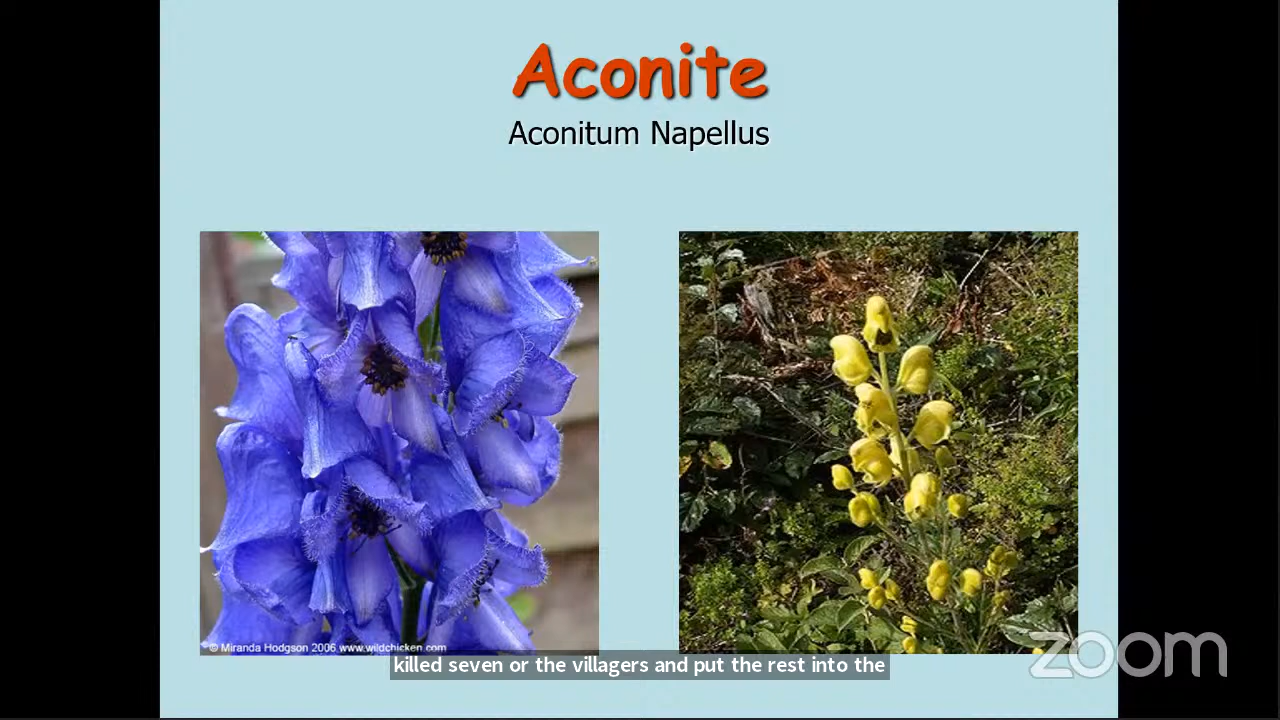 Aconite
Aconitum Napellus
© Miranda Hodgson 2006 www.wildchicken.com
killed seven or the villagers and put the rest into the
zoom